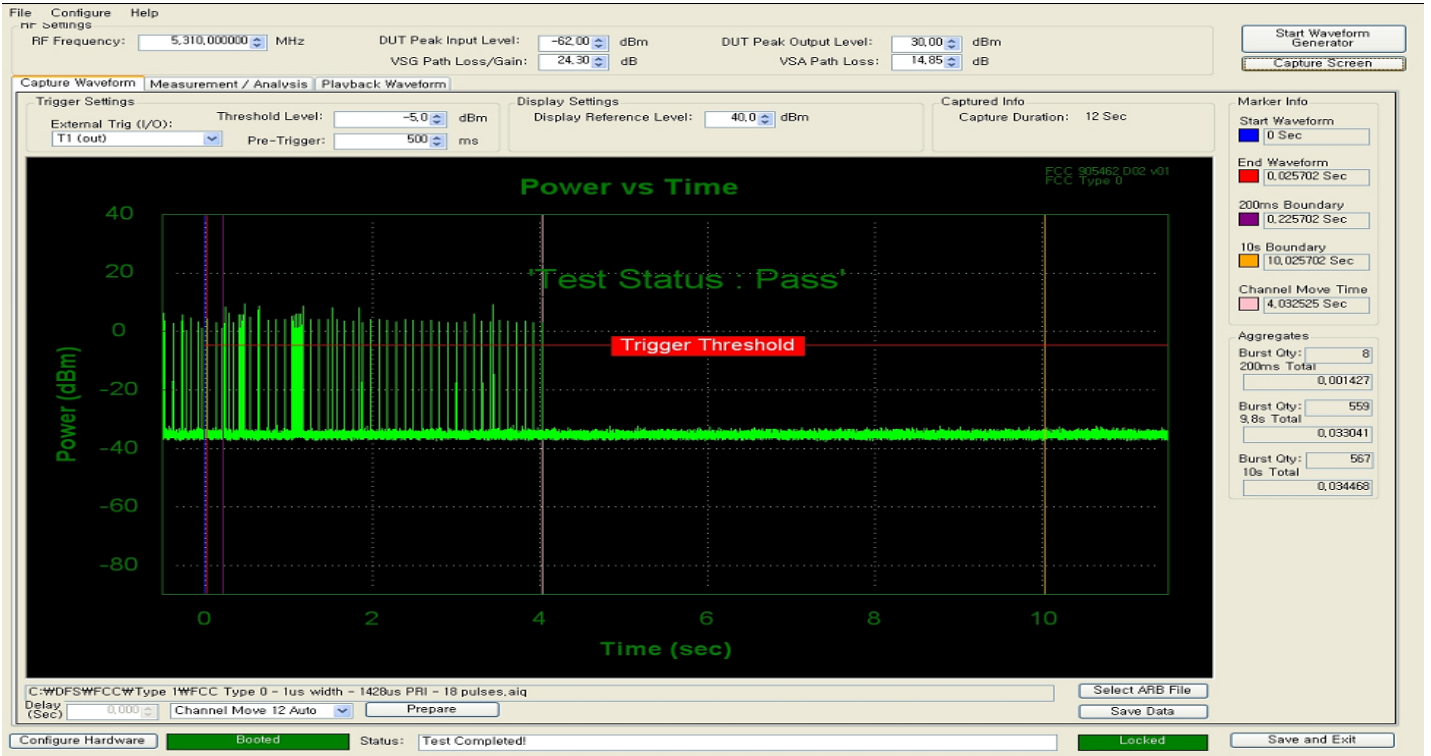 File Configure Help
RF Settings
RF Frequency: 5,310,000000 MHz DUT Peak Input Level: -62,00 dBm DUT Peak Output Level: 30,00 dBm
VSG Path Loss/Gain: 24,30 dB VSA Path Loss: 14,85 dB
Start Waveform Generator
Capture Screen
Capture Waveform Measurement / Analysis Playback Waveform
Trigger Settings
External Trig (I/O): Threshold Level: -5,0 dBm
T1 (out) Pre-Trigger: 500 ms
Display Settings
Display Reference Level: 40,0 dBm
Captured Info
Capture Duration: 12 Sec
FCC 905462 D02 v01
FCC Type 0
Power vs Time
'Test Status : Pass'
Trigger Threshold
Power (dBm)
40
20
0
-20
-40
-60
-80
0 2 4 6 8 10
Time (sec)
Marker Info
Start Waveform
0 Sec
End Waveform
0,025702 Sec
200ms Boundary
0,225702 Sec
10s Boundary
10,025702 Sec
Channel Move Time
4,032525 Sec
Aggregates
Burst Qty: 8
200ms Total
0,001427
Burst Qty: 559
9,8s Total
0,033041
Burst Qty: 567
10s Total
0,034468
C:₩DFS₩FCC₩Type 1₩FCC Type 0 - 1us width - 1428us PRI - 18 pulses,aiq
Select ARB File
Delay (Sec) 0,000 Channel Move 12 Auto Prepare
Save Data
Configure Hardware Booted Status: Test Completed! Locked Save and Exit